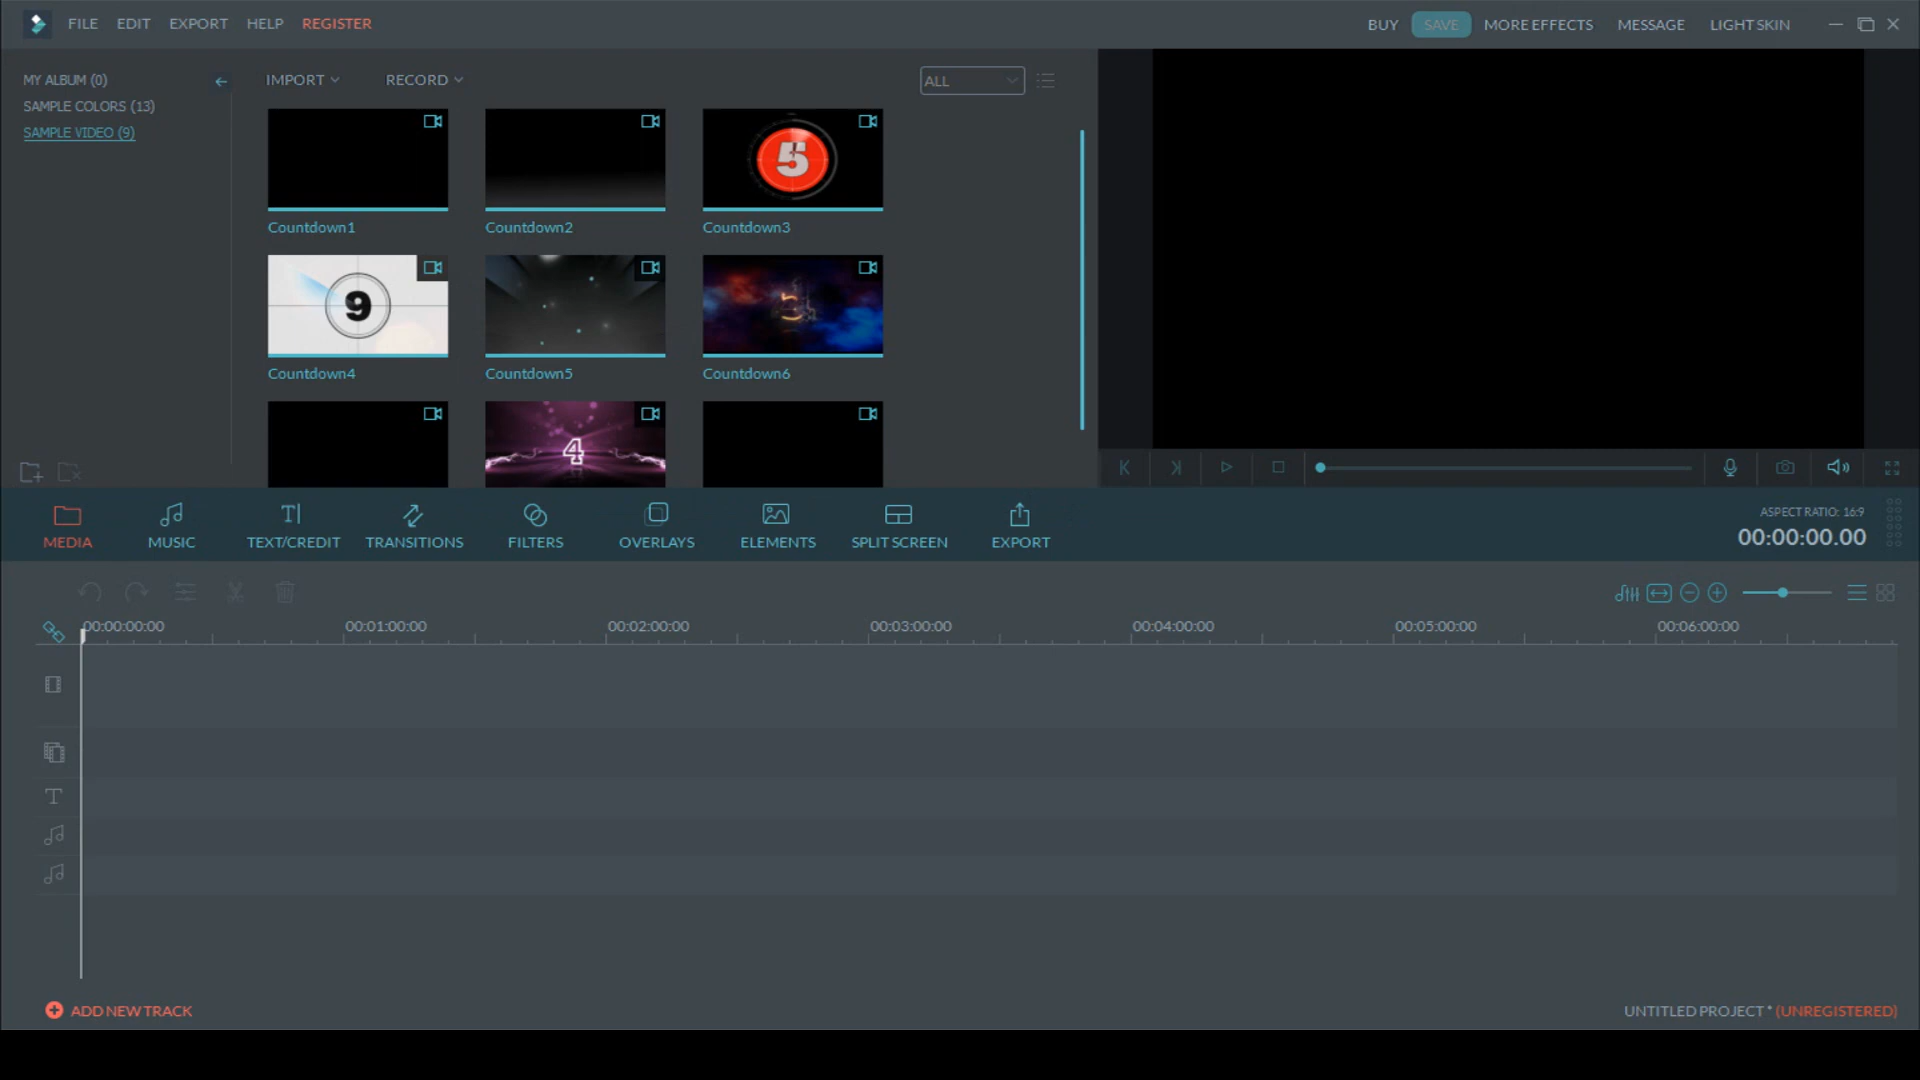 FILE EDIT EXPORT HELP REGISTER BUY SAVE MORE EFFECTS MESSAGE LIGHT SKIN
MY ALBUM (0)
SAMPLE COLORS (13)
SAMPLE VIDEO (9)
IMPORT RECORD ALL
5
Countdown1 Countdown2 Countdown3
9 5
Countdown4 Countdown5 Countdown6
4
MEDIA MUSIC TEXT/CREDIT TRANSITIONS FILTERS OVERLAYS ELEMENTS SPLIT SCREEN EXPORT
ASPECT RATIO: 16:9
00:00:00.00
00:00:00:00 00:01:00:00 00:02:00:00 00:03:00:00 00:04:00:00 00:05:00:00 00:06:00:00
ADD NEW TRACK
UNTITLED PROJECT * (UNREGISTERED)